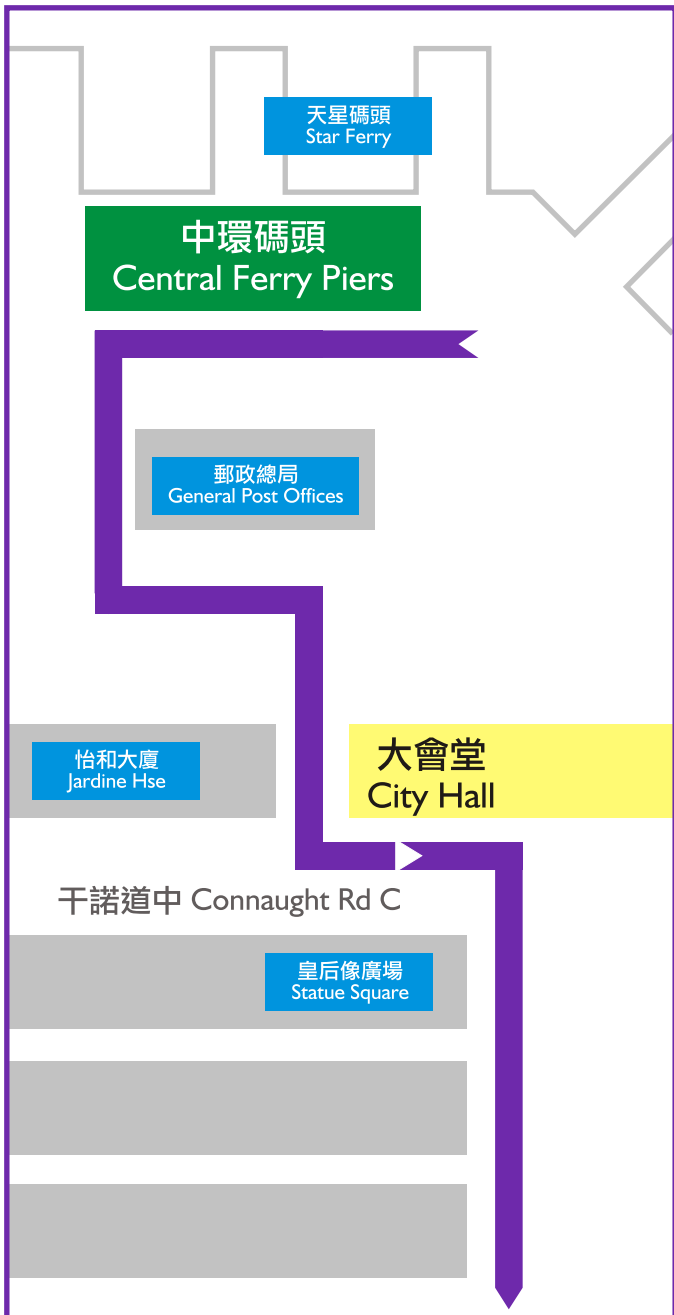 天星碼頭
Star Ferry
中環碼頭
Central Ferry Piers
郵政總局
General Post Offices
怡和大廈
Jardine Hse
大會堂
City Hall
干諾道中 Connaught Rd C
皇后像廣場
Statue Square